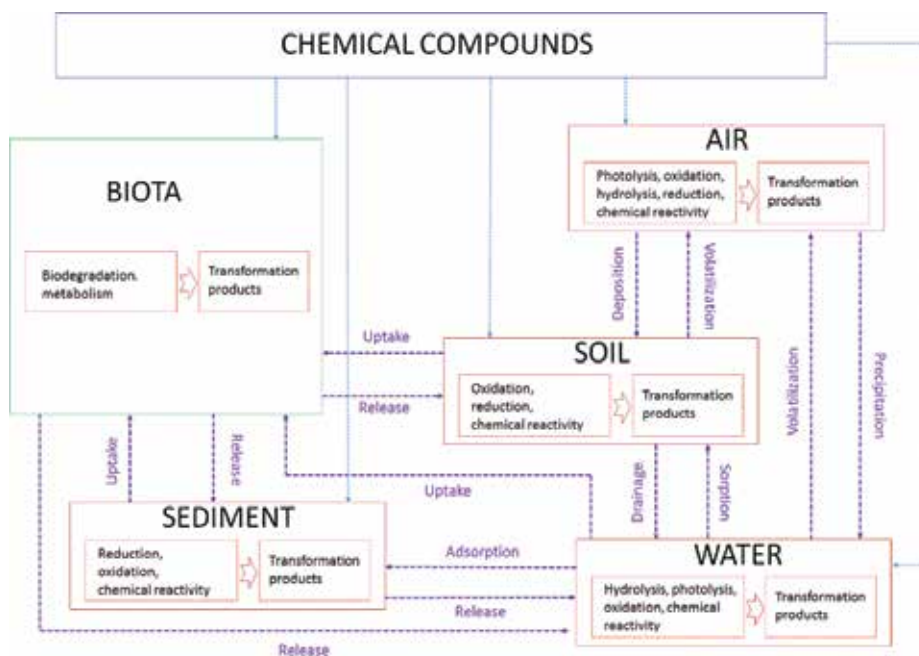 CHEMICAL COMPOUNDS
AIR
Photolysis, oxidation,
hydrolysis, reduction,
chemical reactivity
Transformation
products
BIOTA
Biodegradation.
metabolism
Transformation
products
Deposition
Volatilization
Uptake
Release
SOIL
Oxidation,
reduction,
chemical reactivity
Transformation
products
Volatilization
Precipitation
Uptake
Release
Uptake
Drainage
Sorption
SEDIMENT
Reduction,
oxidation,
chemical reactivity
Transformation
products
Adsorption
Release
WATER
Hydrolysis, photolysis,
oxidation, chemical
reactivity
Transformation
products
Release